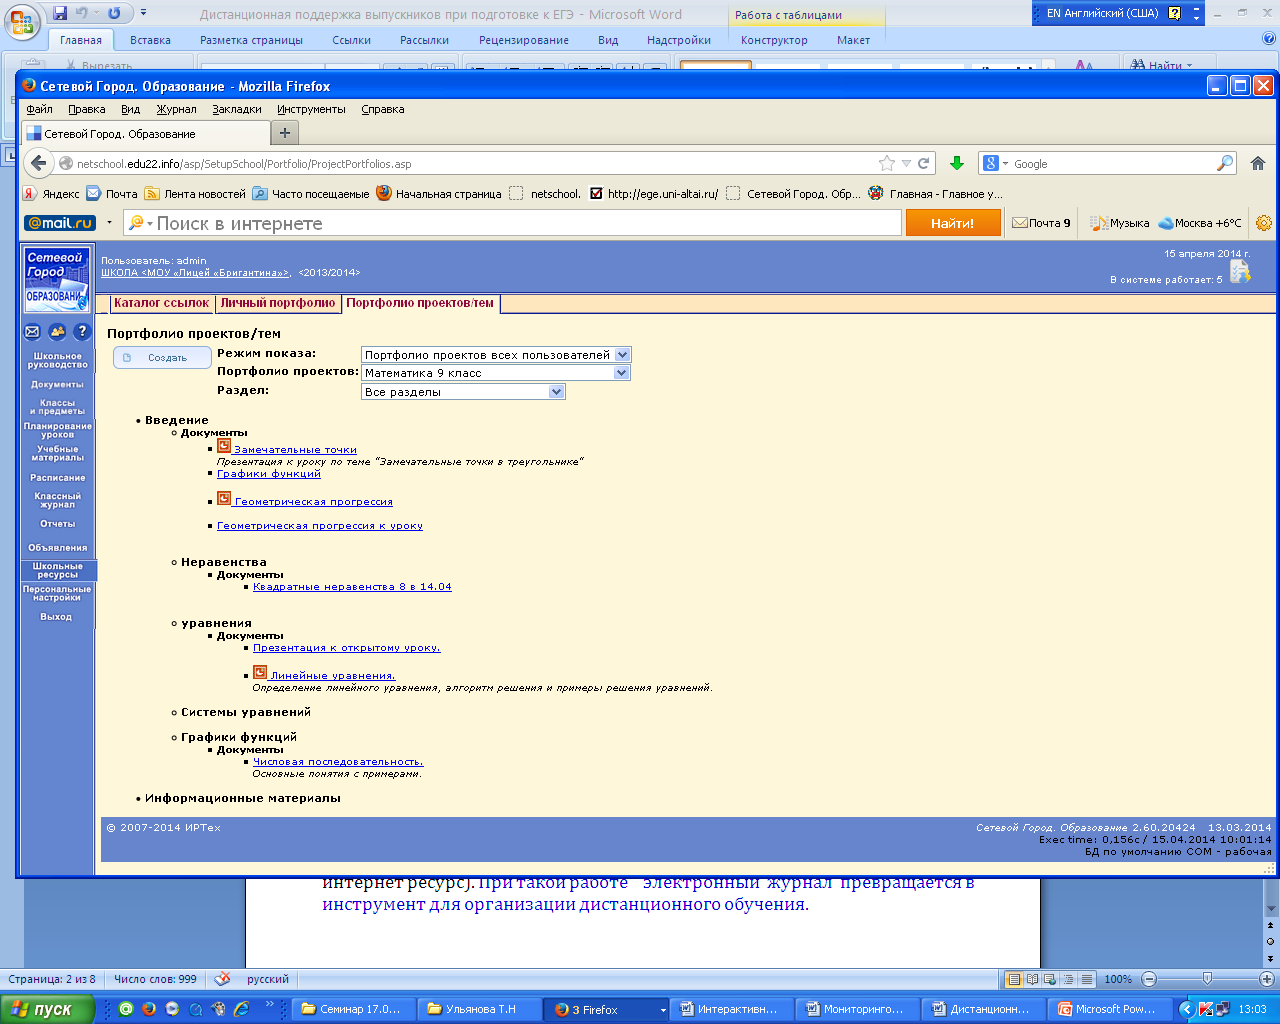 Дистанционная поддержка выпускников при подготовке к ЕГЭ - Microsoft Word
Работа с таблицами
EN Английский (США)
Главная Вставка Разметка страницы Ссылки Рассылки Рецензирование Вид Надстройки Конструктор Макет
Вырезать
Найти
Сетевой Город. Образование - Mozilla Firefox
Файл Правка Вид Журнал Закладки Инструменты Справка
Сетевой Город. Образование
netschool.edu22.info/asp/SetupSchool/Portfolio/ProjectPortfolios.asp
Google
Яндекс Почта Лента новостей Часто посещаемые Начальная страница netschool. http://ege.uni-altai.ru/ Сетевой Город. Обр... Главная - Главное у...
@mail.ru Поиск в интернете Найти! Почта 9 Музыка Москва +6°C
Сетевой Город ОБРАЗОВАНИЕ
Пользователь: admin
ШКОЛА <МОУ «Лицей «Бригантина»>, <2013/2014>
15 апреля 2014 г.
В системе работает: 5
Каталог ссылок Личный портфолио Портфолио проектов/тем
Школьное руководство
Документы
Классы и предметы
Планирование уроков
Учебные материалы
Расписание
Классный журнал
Отчеты
Объявления
Школьные ресурсы
Персональные настройки
Выход
Портфолио проектов/тем
Создать
Режим показа: Портфолио проектов всех пользователей
Портфолио проектов: Математика 9 класс
Раздел: Все разделы
• Введение
Документы
Замечательные точки
Презентация к уроку по теме "Замечательные точки в треугольнике"
Графики функций
Геометрическая прогрессия
Геометрическая прогрессия к уроку
Неравенства
Документы
Квадратные неравенства 8 в 14.04
уравнения
Документы
Презентация к открытому уроку.
Линейные уравнения.
Определение линейного уравнения, алгоритм решения и примеры решения уравнений.
Системы уравнений
Графики функций
Документы
Числовая последовательность.
Основные понятия с примерами.
• Информационные материалы
© 2007-2014 ИРТех
Сетевой Город. Образование 2.60.20424 13.03.2014
Exec time: 0,156c / 15.04.2014 10:01:14
БД по умолчанию COM - рабочая
интернет ресурс). При такой работе электронный журнал превращается в
инструмент для организации дистанционного обучения.
Страница: 2 из 8 Число слов: 999 русский 100%
пуск Семинар 17.0... Ульянова Т.Н 3 Firefox Интерактивн... Мониторинго... Дистанционн... Microsoft Pow... 13:03